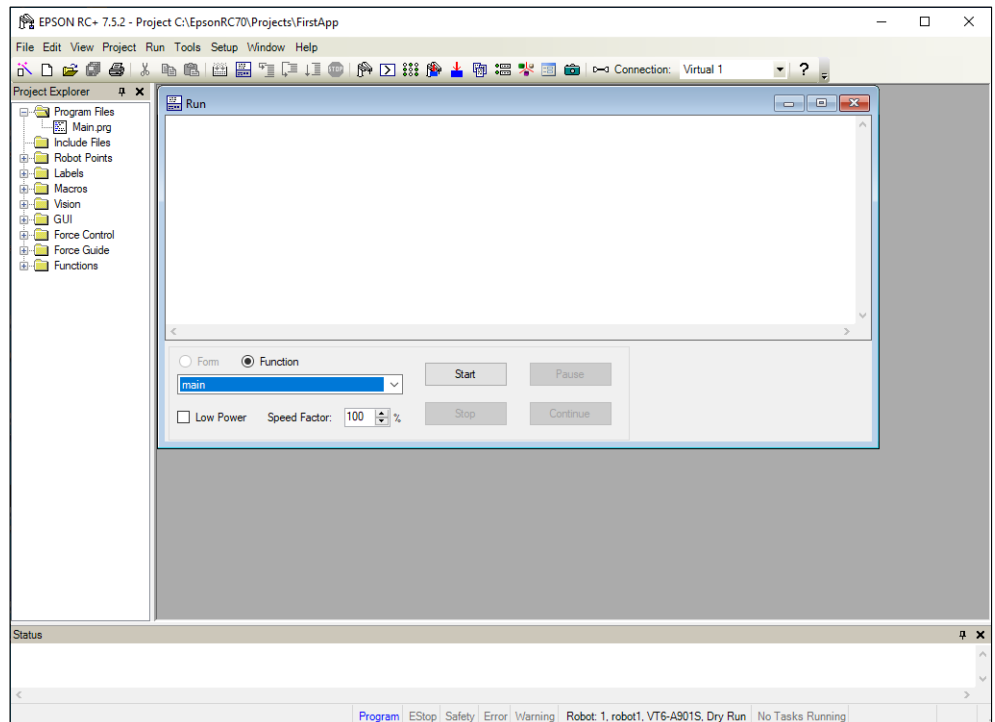 EPSON RC+ 7.5.2 - Project C:\EpsonRC70\Projects\FirstApp
File Edit View Project Run Tools Setup Window Help
Connection: Virtual 1 ?
Project Explorer
Program Files
Main.prg
Include Files
Robot Points
Labels
Macros
Vision
GUI
Force Control
Force Guide
Functions
Run
Form Function
main
Start Pause
Low Power Speed Factor: 100 %
Stop Continue
Status
Program EStop Safety Error Warning Robot: 1, robot1, VT6-A901S, Dry Run No Tasks Running